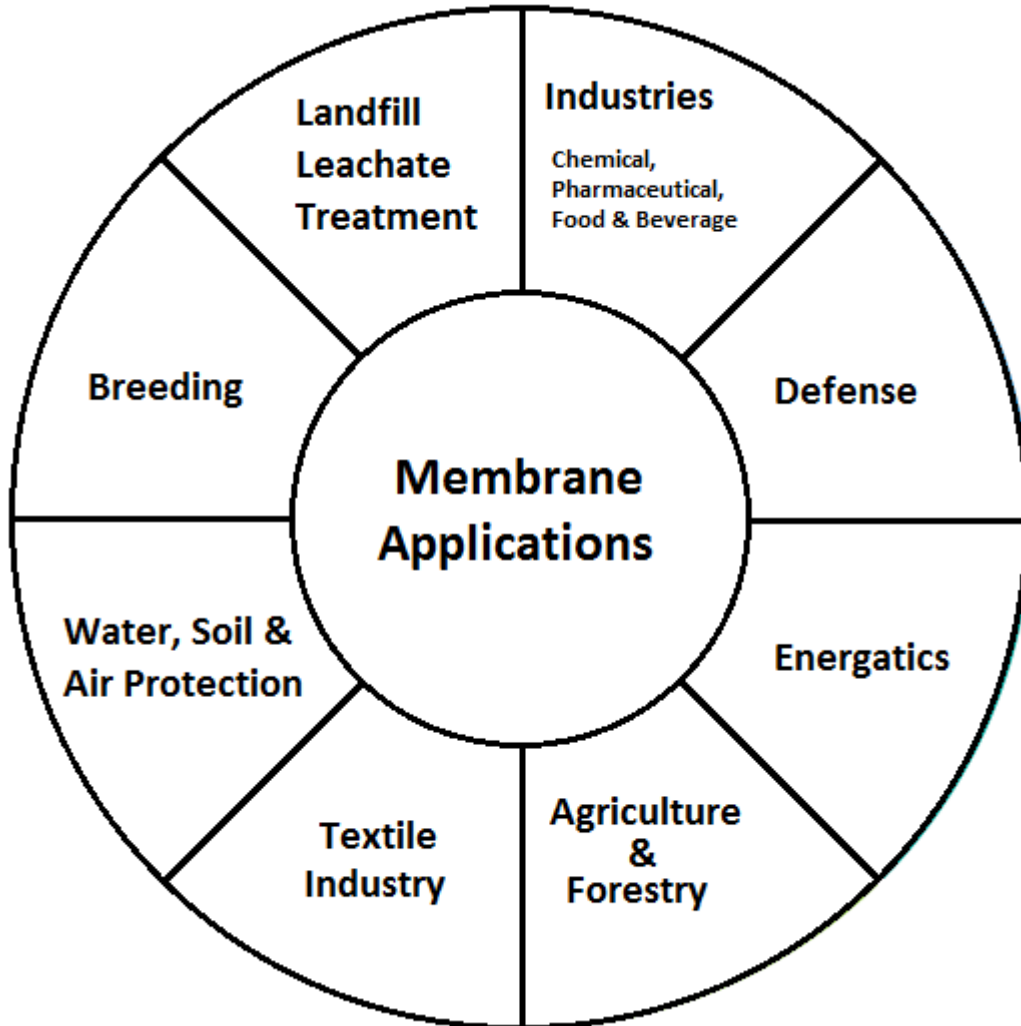 Membrane
Applications
Industries
Chemical,
Pharmaceutical,
Food & Beverage
Defense
Energatics
Agriculture
&
Forestry
Textile
Industry
Water, Soil &
Air Protection
Breeding
Landfill
Leachate
Treatment